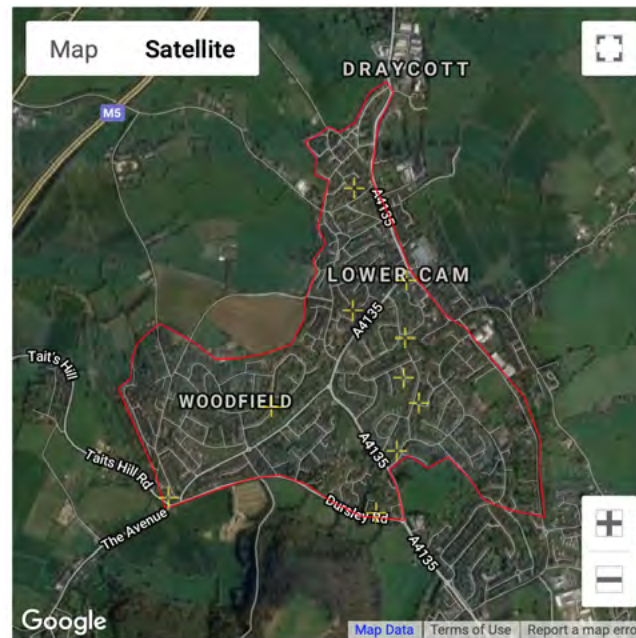 Map Satellite
DRAYCOTT
M5
A4135
LOWER CAM
A4135
Tait's Hill
WOODFIELD
Taits Hill Rd
A4135
The Avenue
Dursley Rd
A4135
Google
Map Data Terms of Use Report a map erro